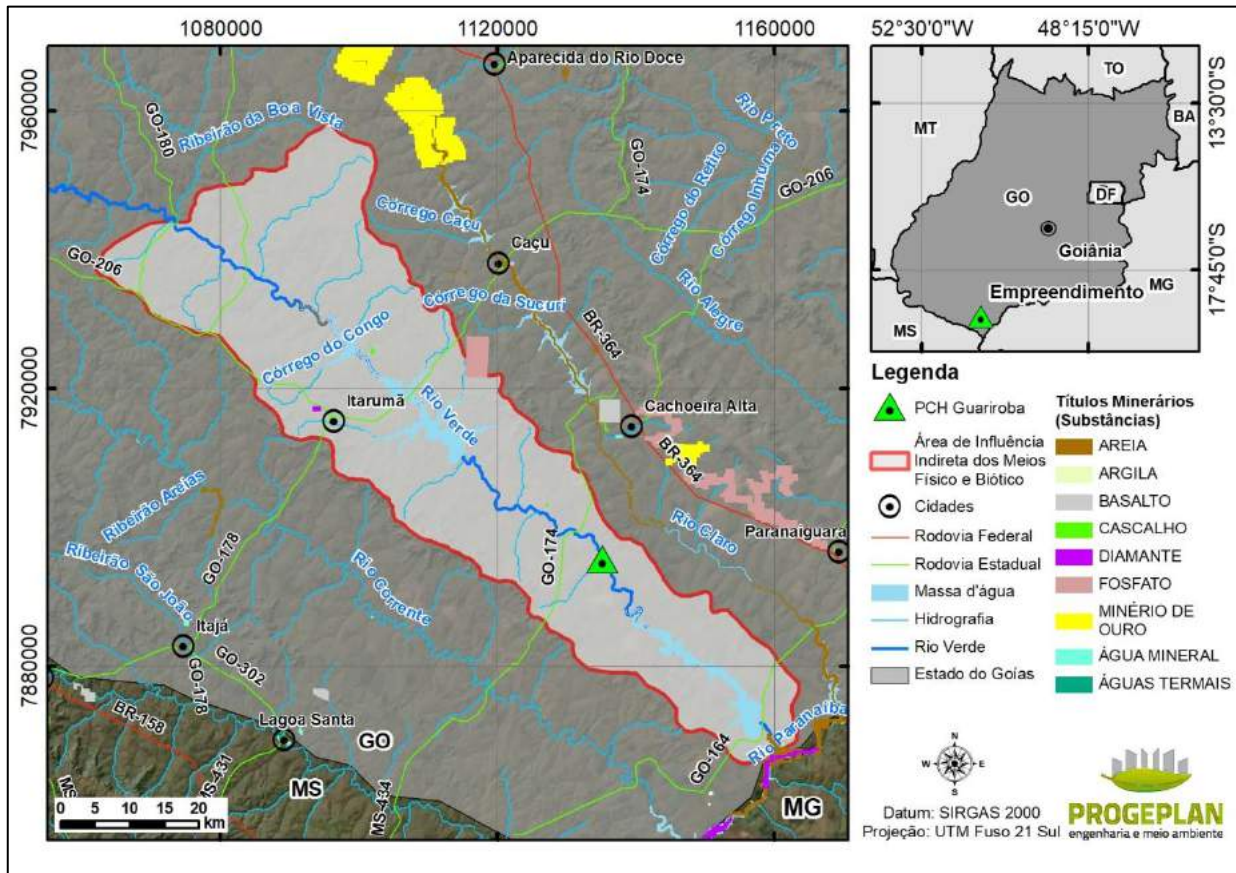 1080000
1120000
1160000
7960000
7920000
7880000
Aparecida do Rio Doce
Ribeirão da Boa Vista
GO-180
Rio Preto
GO-174
Córrego do Retiro
Córrego Inhuma
GO-206
Córrego Caçu
Caçu
GO-206
Córrego da Sucuri
Rio Alegre
Córrego do Congo
BR-364
Itarumã
Rio Verde
Cachoeira Alta
BR-364
Ribeirão Areias
Rio Claro
Paranaiguara
Ribeirão São João
GO-178
GO-174
Rio Corrente
Itajá
GO-302
GO-178
BR-158
Lagoa Santa
GO
GO-164
Rio Paranaíba
MS-431
MS
MS-434
MG
0 5 10 15 20
km
52°30'0"W
48°15'0"W
13°30'0"S
17°45'0"S
TO
BA
MT
GO
DF
Goiânia
MG
Empreendimento
MS
Legenda
PCH Guariroba
Área de Influência
Indireta dos Meios
Físico e Biótico
Cidades
Rodovia Federal
Rodovia Estadual
Massa d'água
Hidrografia
Rio Verde
Estado do Goías
Títulos Minerários
(Substâncias)
AREIA
ARGILA
BASALTO
CASCALHO
DIAMANTE
FOSFATO
MINÉRIO DE
OURO
ÁGUA MINERAL
ÁGUAS TERMAIS
N
W
E
S
Datum: SIRGAS 2000
Projeção: UTM Fuso 21 Sul
PROGEPLAN
engenharia e meio ambiente